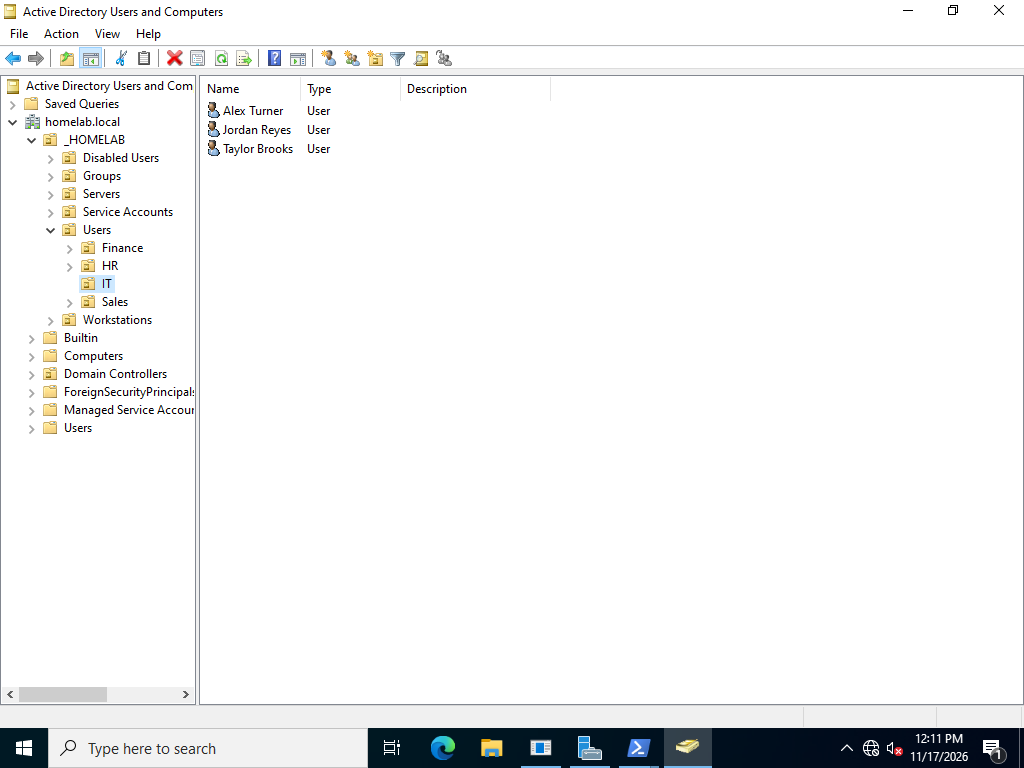 Active Directory Users and Computers
File Action View Help
Active Directory Users and Com
Saved Queries
homelab.local
_HOMELAB
Disabled Users
Groups
Servers
Service Accounts
Users
Finance
HR
IT
Sales
Workstations
Builtin
Computers
Domain Controllers
ForeignSecurityPrincipals
Managed Service Accour
Users
Name Type Description
Alex Turner User
Jordan Reyes User
Taylor Brooks User
Type here to search
12:11 PM
11/17/2026
1